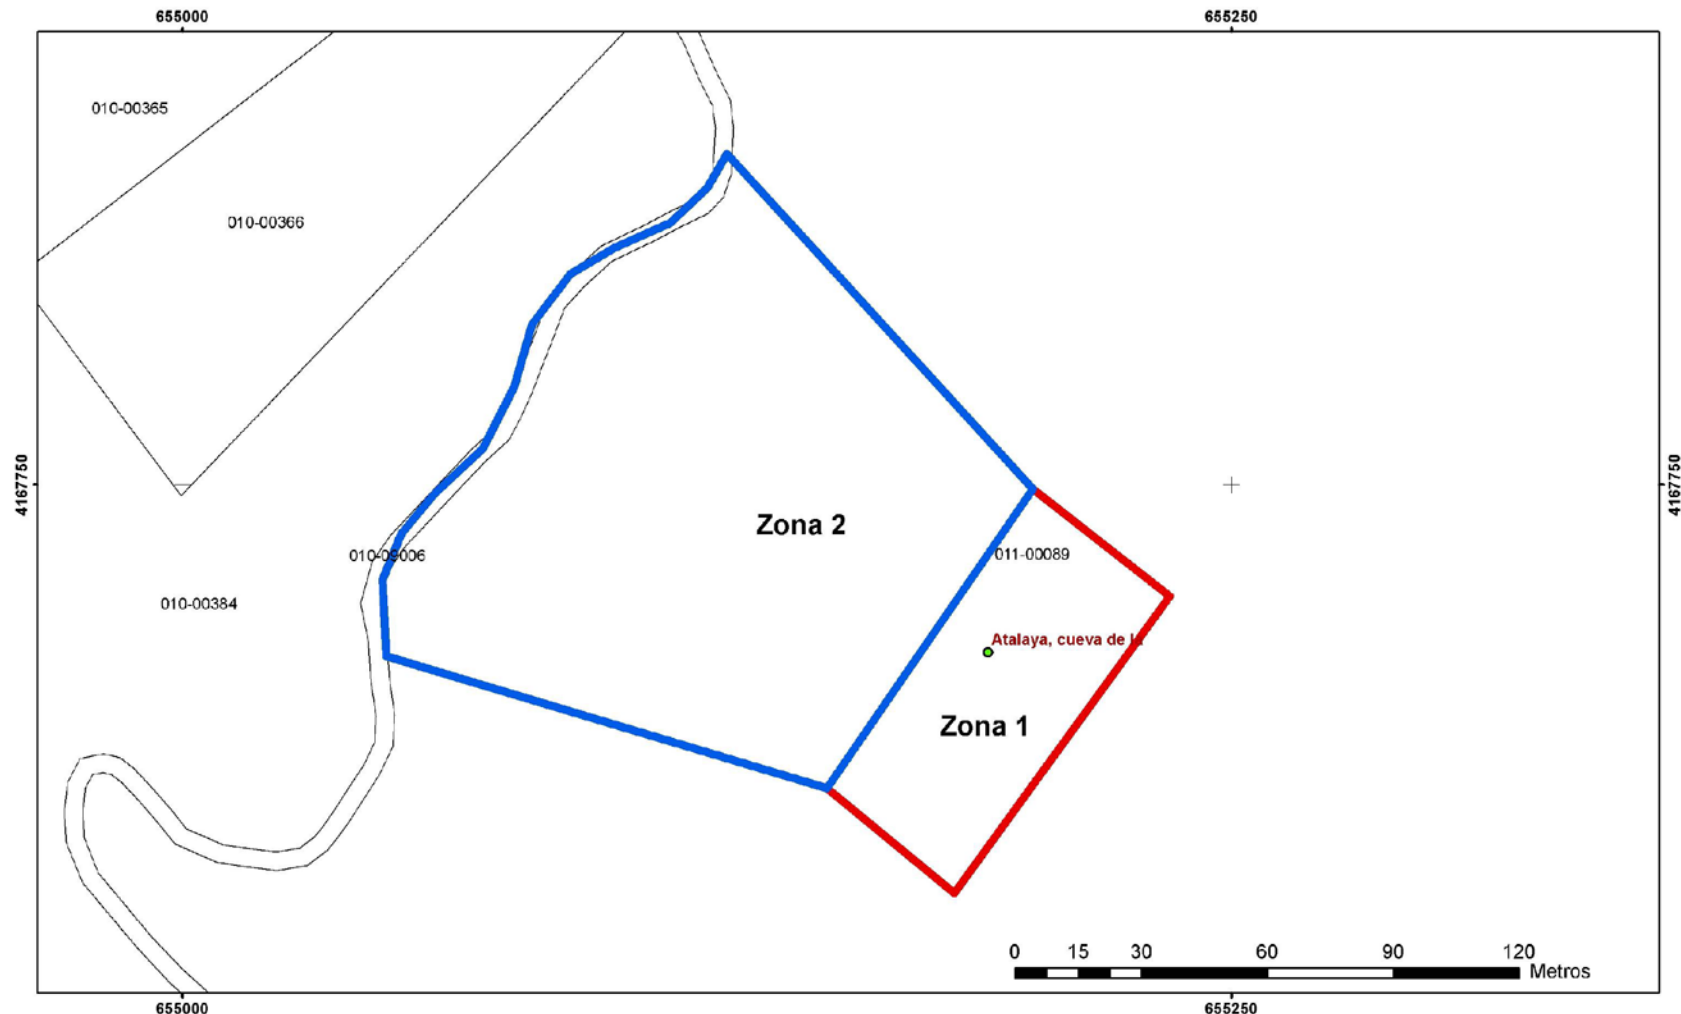 655000 655250
010-00365
010-00366
4167750 4167750
Zona 2
010-09006 011-00089
010-00384
Atalaya, cueva de la
Zona 1
0 15 30 60 90 120
Metros
655000 655250